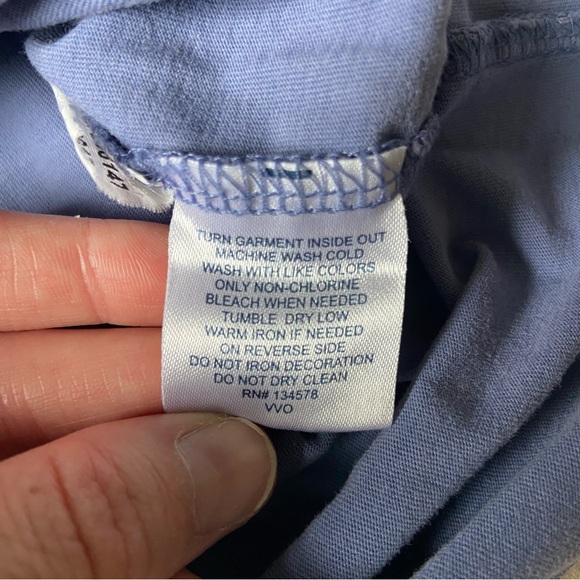 TURN GARMENT INSIDE OUT
MACHINE WASH COLD
WASH WITH LIKE COLORS
ONLY NON-CHLORINE
BLEACH WHEN NEEDED
TUMBLE DRY LOW
WARM IRON IF NEEDED
ON REVERSE SIDE
DO NOT IRON DECORATION
DO NOT DRY CLEAN
RN# 134578
VVO